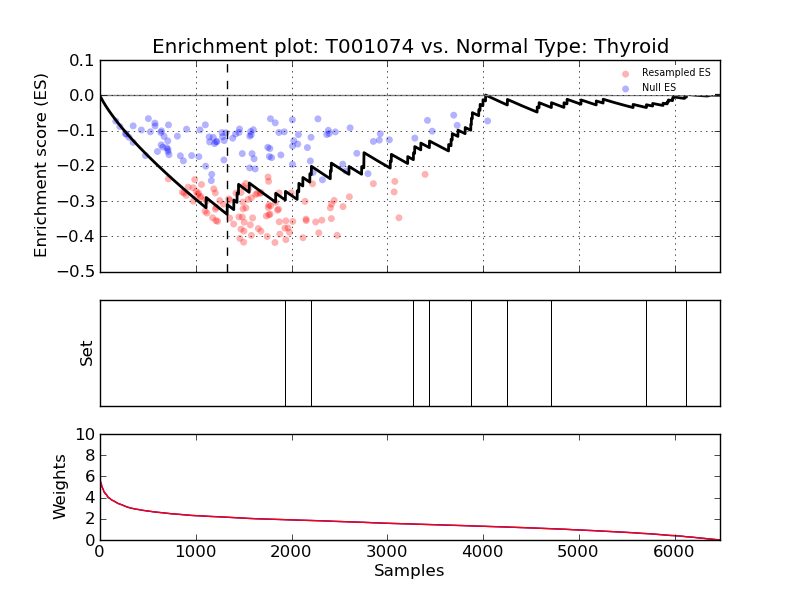 Enrichment plot: T001074 vs. Normal Type: Thyroid
Enrichment score (ES)
0.1
0.0
−0.1
−0.2
−0.3
−0.4
−0.5
Resampled ES
Null ES
Set
Weights
10
8
6
4
2
0
0 1000 2000 3000 4000 5000 6000
Samples